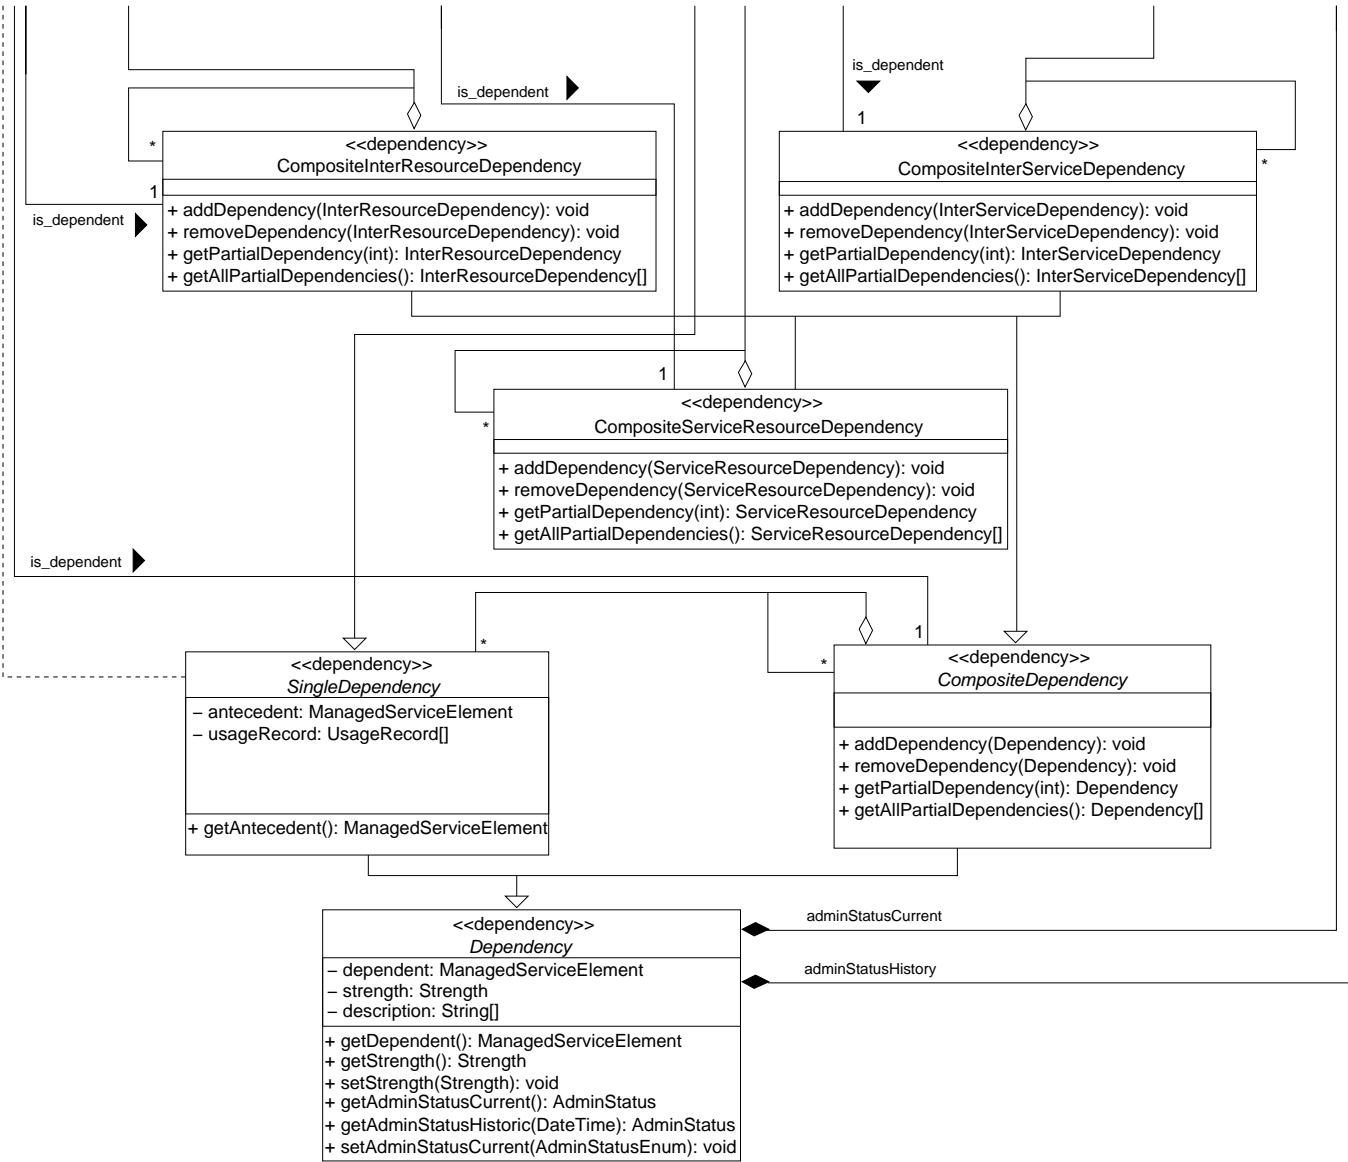 is_dependent
is_dependent
1
*
<<dependency>>
CompositeInterResourceDependency
1
is_dependent
+ addDependency(InterResourceDependency): void
+ removeDependency(InterResourceDependency): void
+ getPartialDependency(int): InterResourceDependency
+ getAllPartialDependencies(): InterResourceDependency[]
<<dependency>>
CompositeInterServiceDependency
*
+ addDependency(InterServiceDependency): void
+ removeDependency(InterServiceDependency): void
+ getPartialDependency(int): InterServiceDependency
+ getAllPartialDependencies(): InterServiceDependency[]
1
*
<<dependency>>
CompositeServiceResourceDependency
+ addDependency(ServiceResourceDependency): void
+ removeDependency(ServiceResourceDependency): void
+ getPartialDependency(int): ServiceResourceDependency
+ getAllPartialDependencies(): ServiceResourceDependency[]
is_dependent
*
<<dependency>>
SingleDependency
– antecedent: ManagedServiceElement
– usageRecord: UsageRecord[]
+ getAntecedent(): ManagedServiceElement
1
*
<<dependency>>
CompositeDependency
+ addDependency(Dependency): void
+ removeDependency(Dependency): void
+ getPartialDependency(int): Dependency
+ getAllPartialDependencies(): Dependency[]
<<dependency>>
Dependency
– dependent: ManagedServiceElement
– strength: Strength
– description: String[]
+ getDependent(): ManagedServiceElement
+ getStrength(): Strength
+ setStrength(Strength): void
+ getAdminStatusCurrent(): AdminStatus
+ getAdminStatusHistoric(DateTime): AdminStatus
+ setAdminStatusCurrent(AdminStatusEnum): void
adminStatusCurrent
adminStatusHistory